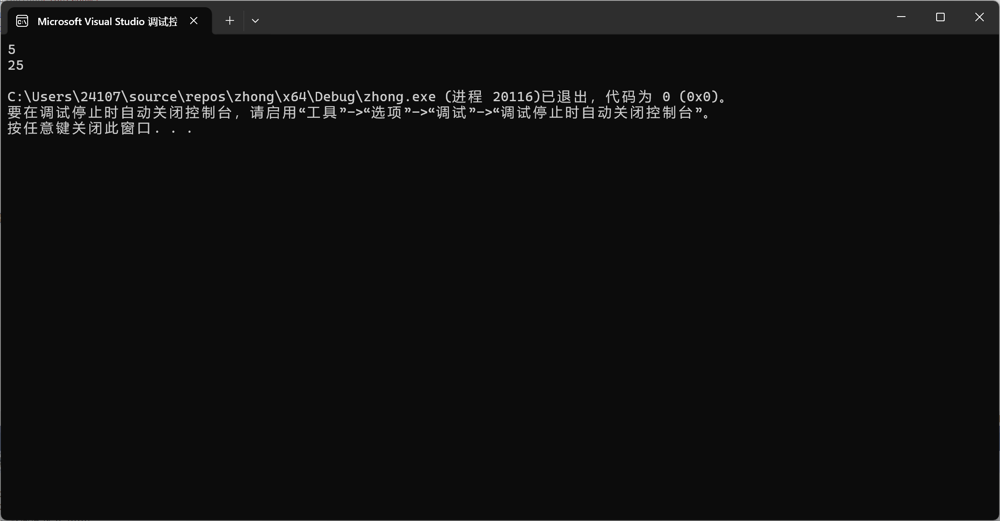 Microsoft Visual Studio 调试控
5
25
C:\Users\24107\source\repos\zhong\x64\Debug\zhong.exe (进程 20116)已退出，代码为 0 (0x0)。
要在调试停止时自动关闭控制台，请启用“工具”->“选项”->“调试”->“调试停止时自动关闭控制台”。
按任意键关闭此窗口. . .